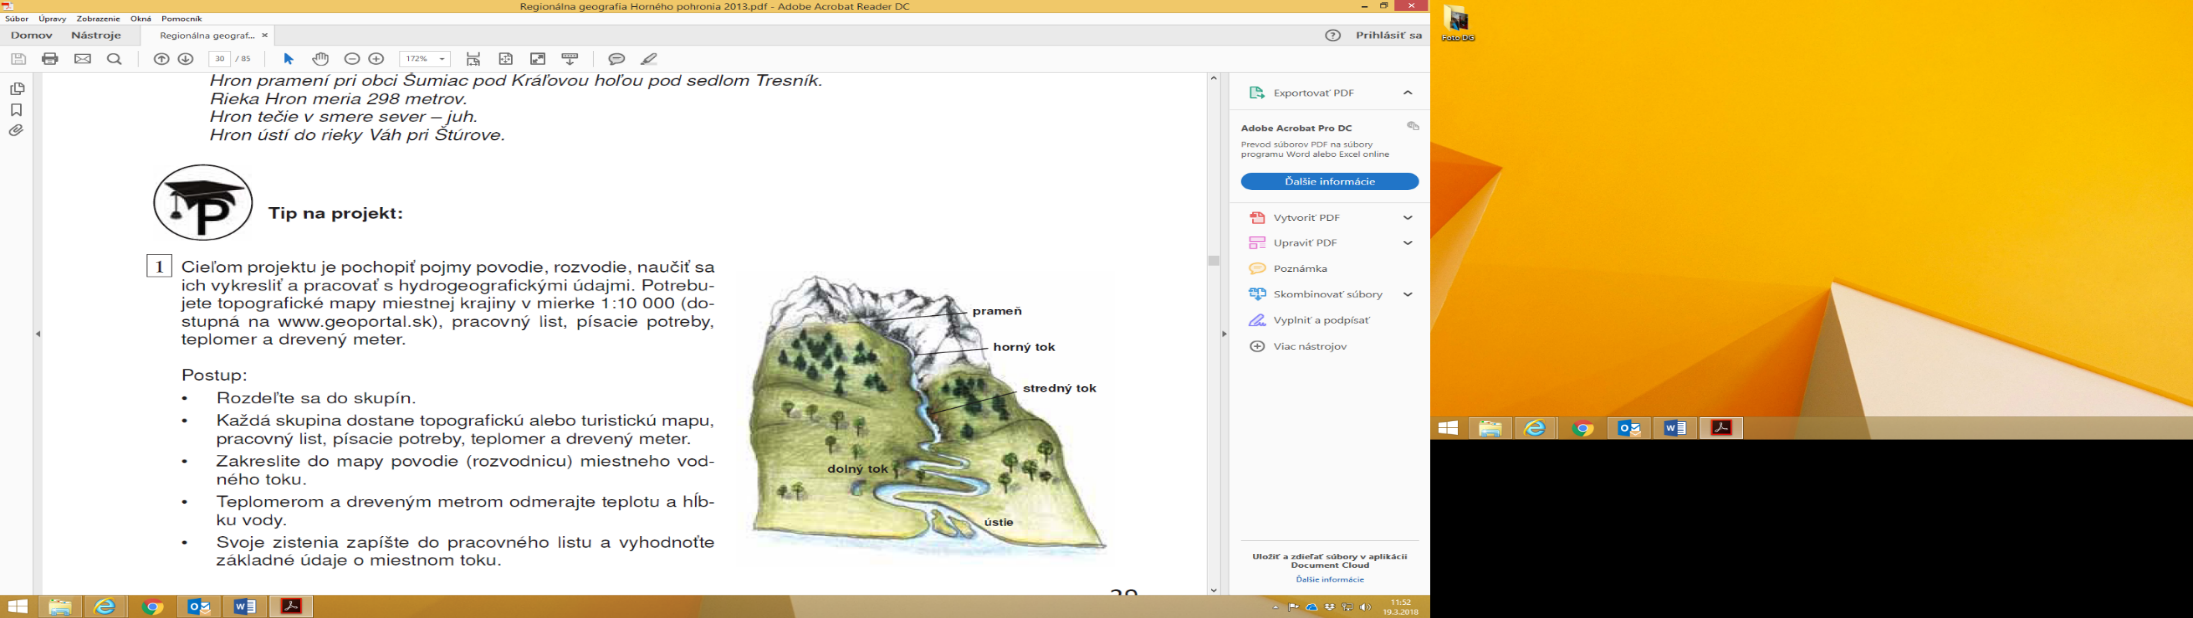 Regionálna geografia Horného pohronia 2013.pdf - Adobe Acrobat Reader DC
Súbor Úpravy Zobrazenie Okná Pomocník
Domov Nástroje Regionálna geograf... × Prihlásiť sa
30 / 85 172%
Hron pramení pri obci Šumiac pod Kráľovou hoľou pod sedlom Tresník.
Rieka Hron meria 298 metrov.
Hron tečie v smere sever – juh.
Hron ústí do rieky Váh pri Štúrove.
P
Tip na projekt:
1 Cieľom projektu je pochopiť pojmy povodie, rozvodie, naučiť sa
ich vykresliť a pracovať s hydrogeografickými údajmi. Potrebu-
jete topografické mapy miestnej krajiny v mierke 1:10 000 (do-
stupná na www.geoportal.sk), pracovný list, písacie potreby,
teplomer a drevený meter.
Postup:
• Rozdeľte sa do skupín.
• Každá skupina dostane topografickú alebo turistickú mapu,
pracovný list, písacie potreby, teplomer a drevený meter.
• Zakreslite do mapy povodie (rozvodnicu) miestneho vod-
ného toku.
• Teplomerom a dreveným metrom odmerajte teplotu a hĺb-
ku vody.
• Svoje zistenia zapíšte do pracovného listu a vyhodnoťte
základné údaje o miestnom toku.
prameň
horný tok
stredný tok
dolný tok
ústie
Exportovať PDF
Adobe Acrobat Pro DC
Prevod súborov PDF na súbory
programu Word alebo Excel online
Ďalšie informácie
Vytvoriť PDF
Upraviť PDF
Poznámka
Skombinovať súbory
Vyplniť a podpísať
Viac nástrojov
Uložiť a zdieľať súbory v aplikácii
Document Cloud
Ďalšie informácie
11:52
19.3.2018
Foto DG